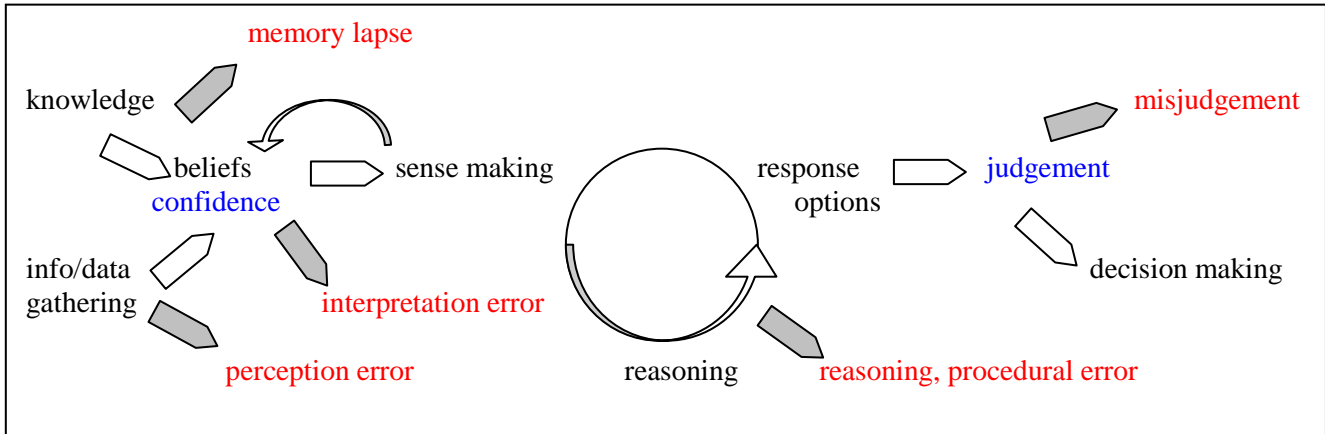 memory lapse
knowledge
misjudgement
beliefs
confidence
sense making
response
options
judgement
info/data
gathering
interpretation error
decision making
perception error
reasoning
reasoning, procedural error